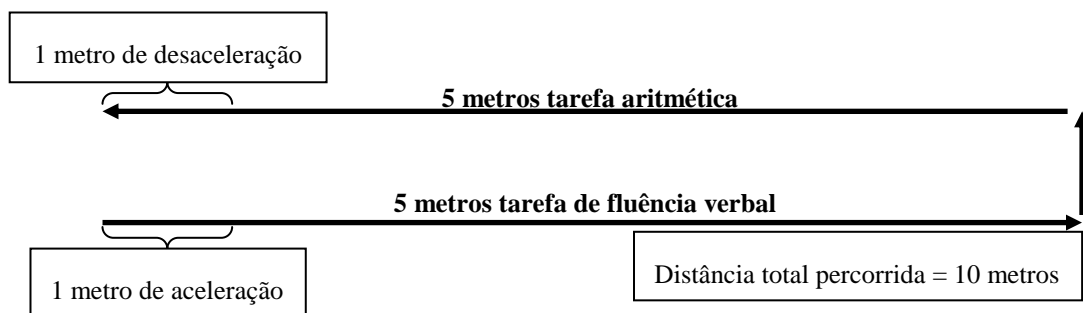 1 metro de desaceleração
5 metros tarefa aritmética
5 metros tarefa de fluência verbal
Distância total percorrida = 10 metros
1 metro de aceleração